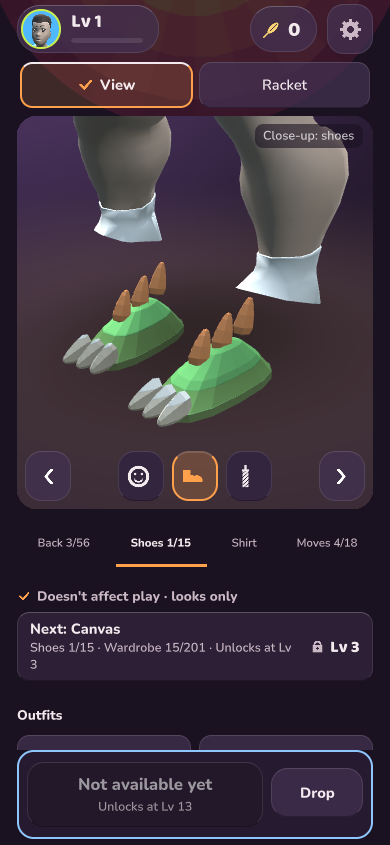 Lv 1
0
View
Racket
Close-up: shoes
Back 3/56
Shoes 1/15
Shirt
Moves 4/18
Doesn't affect play · looks only
Next: Canvas
Shoes 1/15 · Wardrobe 15/201 · Unlocks at Lv
3
Lv 3
Outfits
Not available yet
Unlocks at Lv 13
Drop